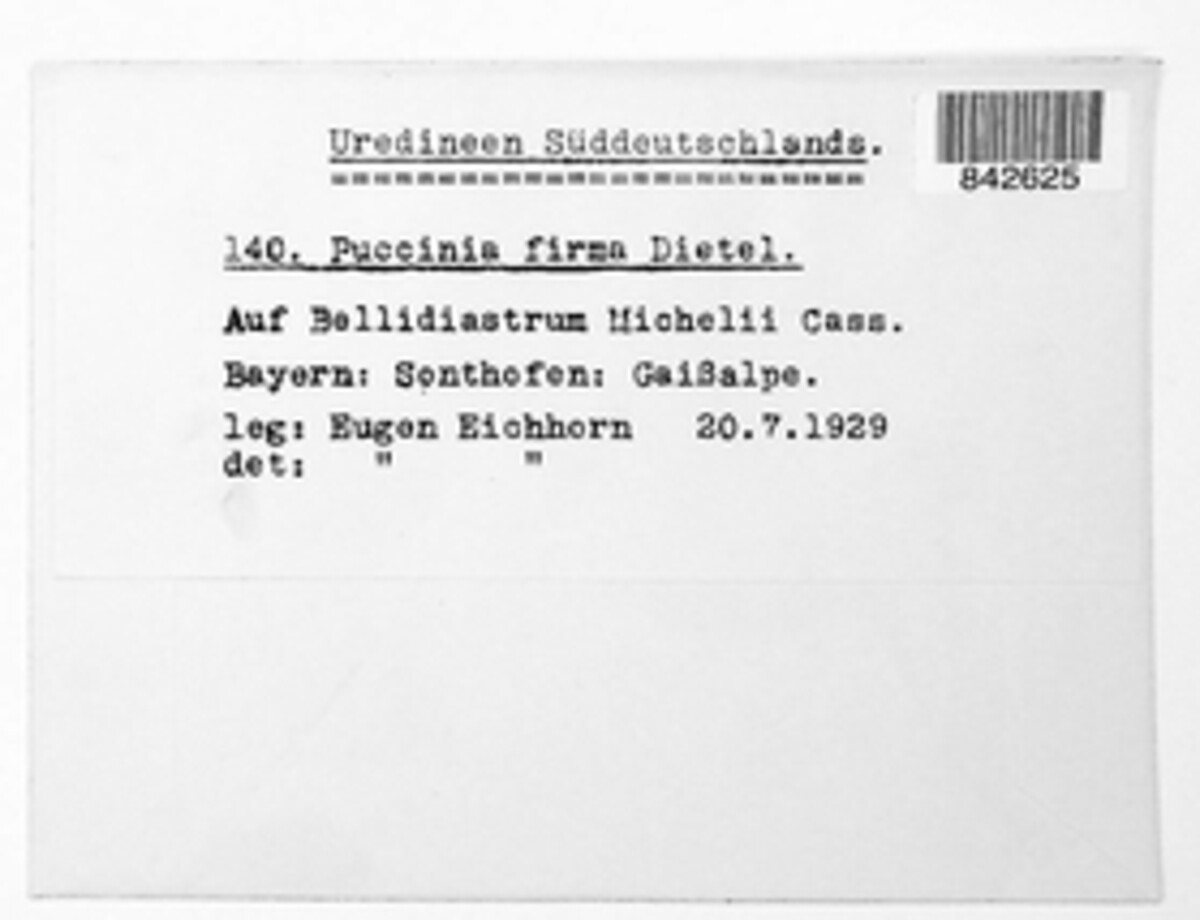 Uredineen Süddeutschlands.
842625
140. Puccinia firma Dietel.
Auf Bellidiastrum Michelii Cass.
Bayern: Sonthofen: Gaißalpe.
leg: Eugen Eichhorn 20.7.1929
det: " "